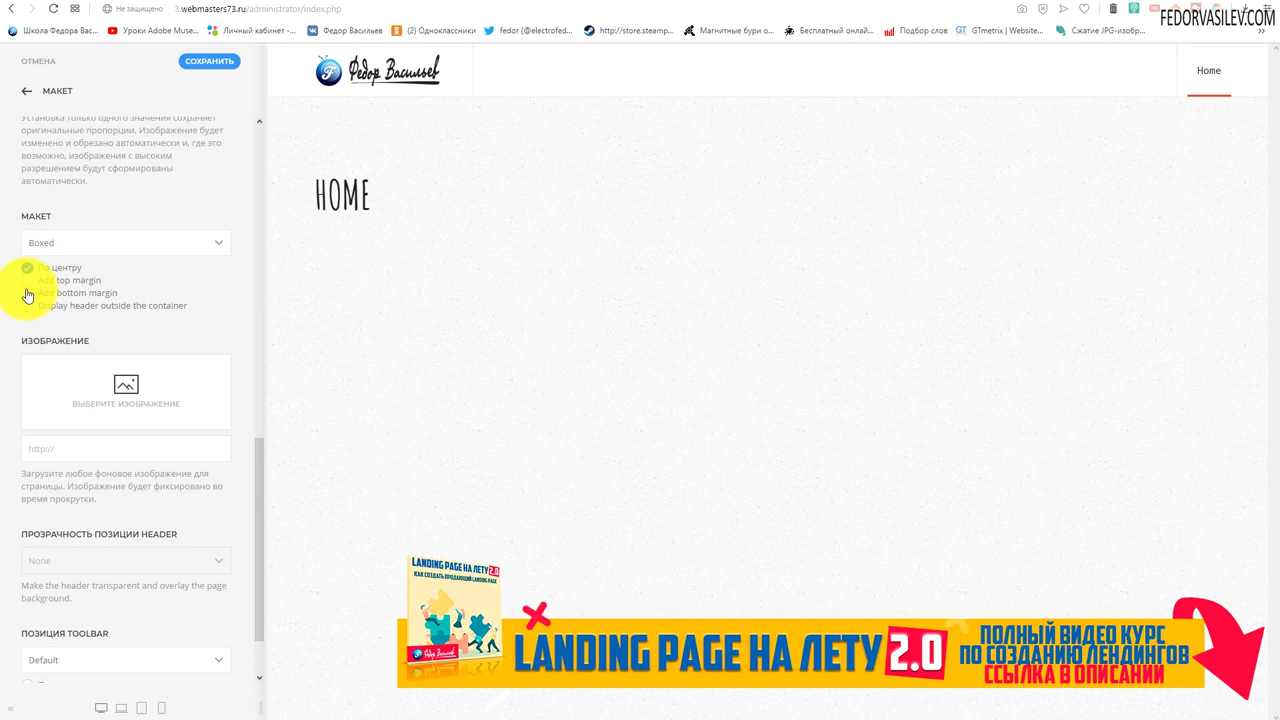 Не защищено
3.webmasters73.ru/administrator/index.php
FEDORVASILEV.COM
Школа Федора Вас...
Уроки Adobe Muse...
Личный кабинет -...
Федор Васильев
(2) Одноклассники
fedor (@electrofed...
http://store.steamp...
Магнитные бури о...
Бесплатный онлай...
Подбор слов
GTmetrix | Website...
Сжатие JPG-изобр...
ОТМЕНА
СОХРАНИТЬ
МАКЕТ
Установка только одного значения сохраняет
оригинальные пропорции. Изображение будет
изменено и обрезано автоматически и, где это
возможно, изображения с высоким
разрешением будут сформированы
автоматически.
МАКЕТ
Boxed
По центру
Add top margin
Add bottom margin
Display header outside the container
ИЗОБРАЖЕНИЕ
ВЫБЕРИТЕ ИЗОБРАЖЕНИЕ
http://
Загрузите любое фоновое изображение для
страницы. Изображение будет фиксировано во
время прокрутки.
ПРОЗРАЧНОСТЬ ПОЗИЦИИ HEADER
None
Make the header transparent and overlay the page
background.
ПОЗИЦИЯ TOOLBAR
Default
Федор Васильев
Home
HOME
LANDING PAGE НА ЛЕТУ 2.0
КАК СОЗДАТЬ ПРОДАЮЩИЙ LANDING PAGE
Федор Васильев
LANDING PAGE НА ЛЕТУ 2.0
ПОЛНЫЙ ВИДЕО КУРС
ПО СОЗДАНИЮ ЛЕНДИНГОВ
ССЫЛКА В ОПИСАНИИ